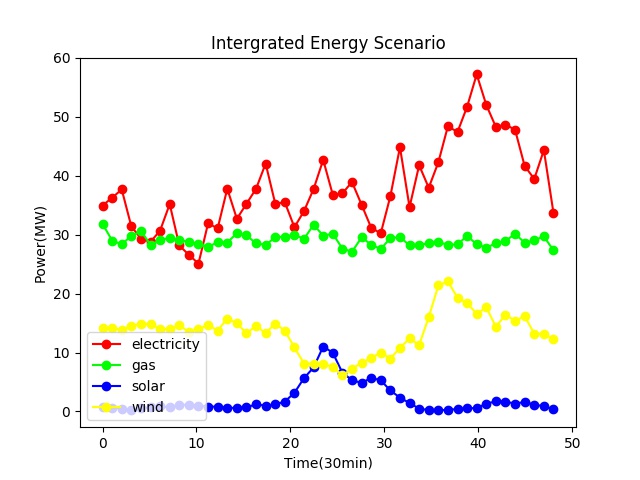 Intergrated Energy Scenario
60
50
40
30
20
10
0
Power(MW)
electricity
gas
solar
wind
0 10 20 30 40 50
Time(30min)